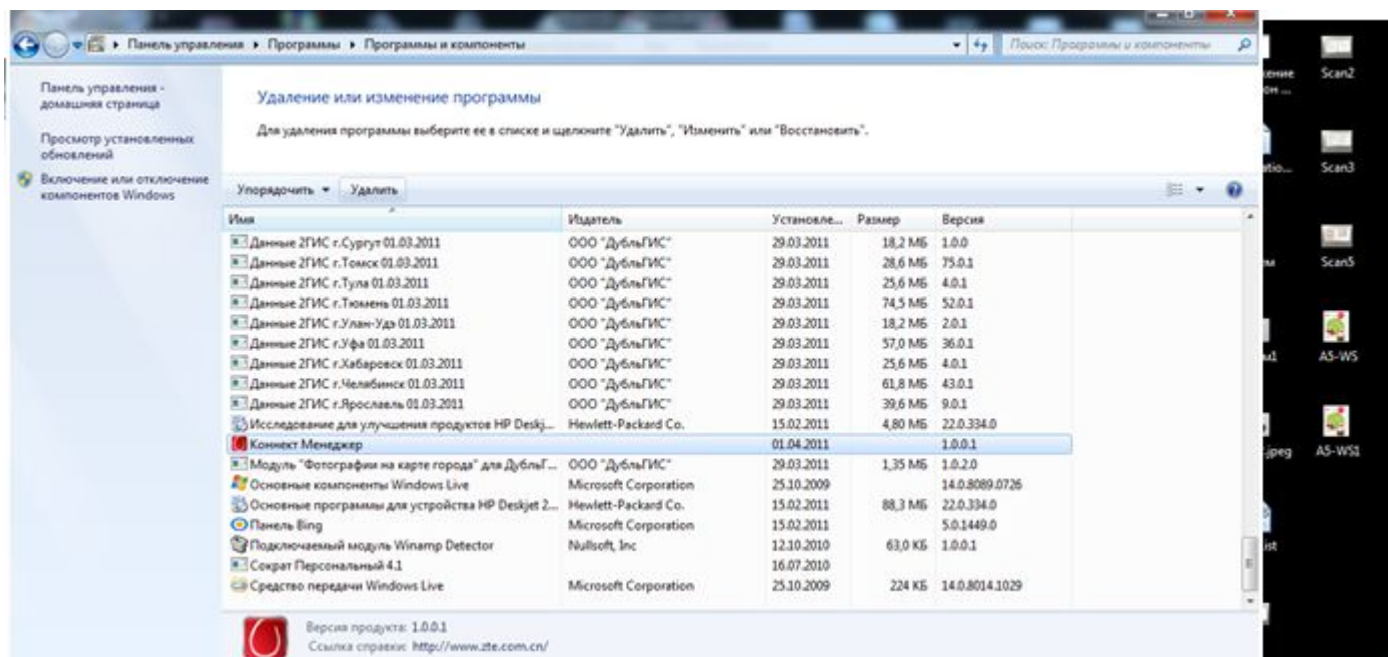 Панель управления ▸ Программы ▸ Программы и компоненты
Поиск: Программы и компоненты
Панель управления -
домашняя страница
Просмотр установленных
обновлений
Включение или отключение
компонентов Windows
Удаление или изменение программы
Для удаления программы выберите ее в списке и щелкните "Удалить", "Изменить" или "Восстановить".
Упорядочить Удалить
Имя Издатель Установле... Размер Версия
Данные 2ГИС г.Сургут 01.03.2011 ООО "ДубльГИС" 29.03.2011 18,2 МБ 1.0.0
Данные 2ГИС г.Томск 01.03.2011 ООО "ДубльГИС" 29.03.2011 28,6 МБ 75.0.1
Данные 2ГИС г.Тула 01.03.2011 ООО "ДубльГИС" 29.03.2011 25,6 МБ 4.0.1
Данные 2ГИС г.Тюмень 01.03.2011 ООО "ДубльГИС" 29.03.2011 74,5 МБ 52.0.1
Данные 2ГИС г.Улан-Удэ 01.03.2011 ООО "ДубльГИС" 29.03.2011 18,2 МБ 2.0.1
Данные 2ГИС г.Уфа 01.03.2011 ООО "ДубльГИС" 29.03.2011 57,0 МБ 36.0.1
Данные 2ГИС г.Хабаровск 01.03.2011 ООО "ДубльГИС" 29.03.2011 25,6 МБ 4.0.1
Данные 2ГИС г.Челябинск 01.03.2011 ООО "ДубльГИС" 29.03.2011 61,8 МБ 43.0.1
Данные 2ГИС г.Ярославль 01.03.2011 ООО "ДубльГИС" 29.03.2011 39,6 МБ 9.0.1
Исследование для улучшения продуктов HP Deskj... Hewlett-Packard Co. 15.02.2011 4,80 МБ 22.0.334.0
Коннект Менеджер 01.04.2011 1.0.0.1
Модуль "Фотографии на карте города" для ДубльГ... ООО "ДубльГИС" 29.03.2011 1,35 МБ 1.0.2.0
Основные компоненты Windows Live Microsoft Corporation 25.10.2009 14.0.8089.0726
Основные программы для устройства HP Deskjet 2... Hewlett-Packard Co. 15.02.2011 88,3 МБ 22.0.334.0
Панель Bing Microsoft Corporation 15.02.2011 5.0.1449.0
Подключаемый модуль Winamp Detector Nullsoft, Inc 12.10.2010 63,0 КБ 1.0.0.1
Сократ Персональный 4.1 16.07.2010
Средство передачи Windows Live Microsoft Corporation 25.10.2009 224 КБ 14.0.8014.1029
Версия продукта: 1.0.0.1
Ссылка справки: http://www.zte.com.cn/
Scan2
Scan3
Scan5
A5-WS
A5-WS1